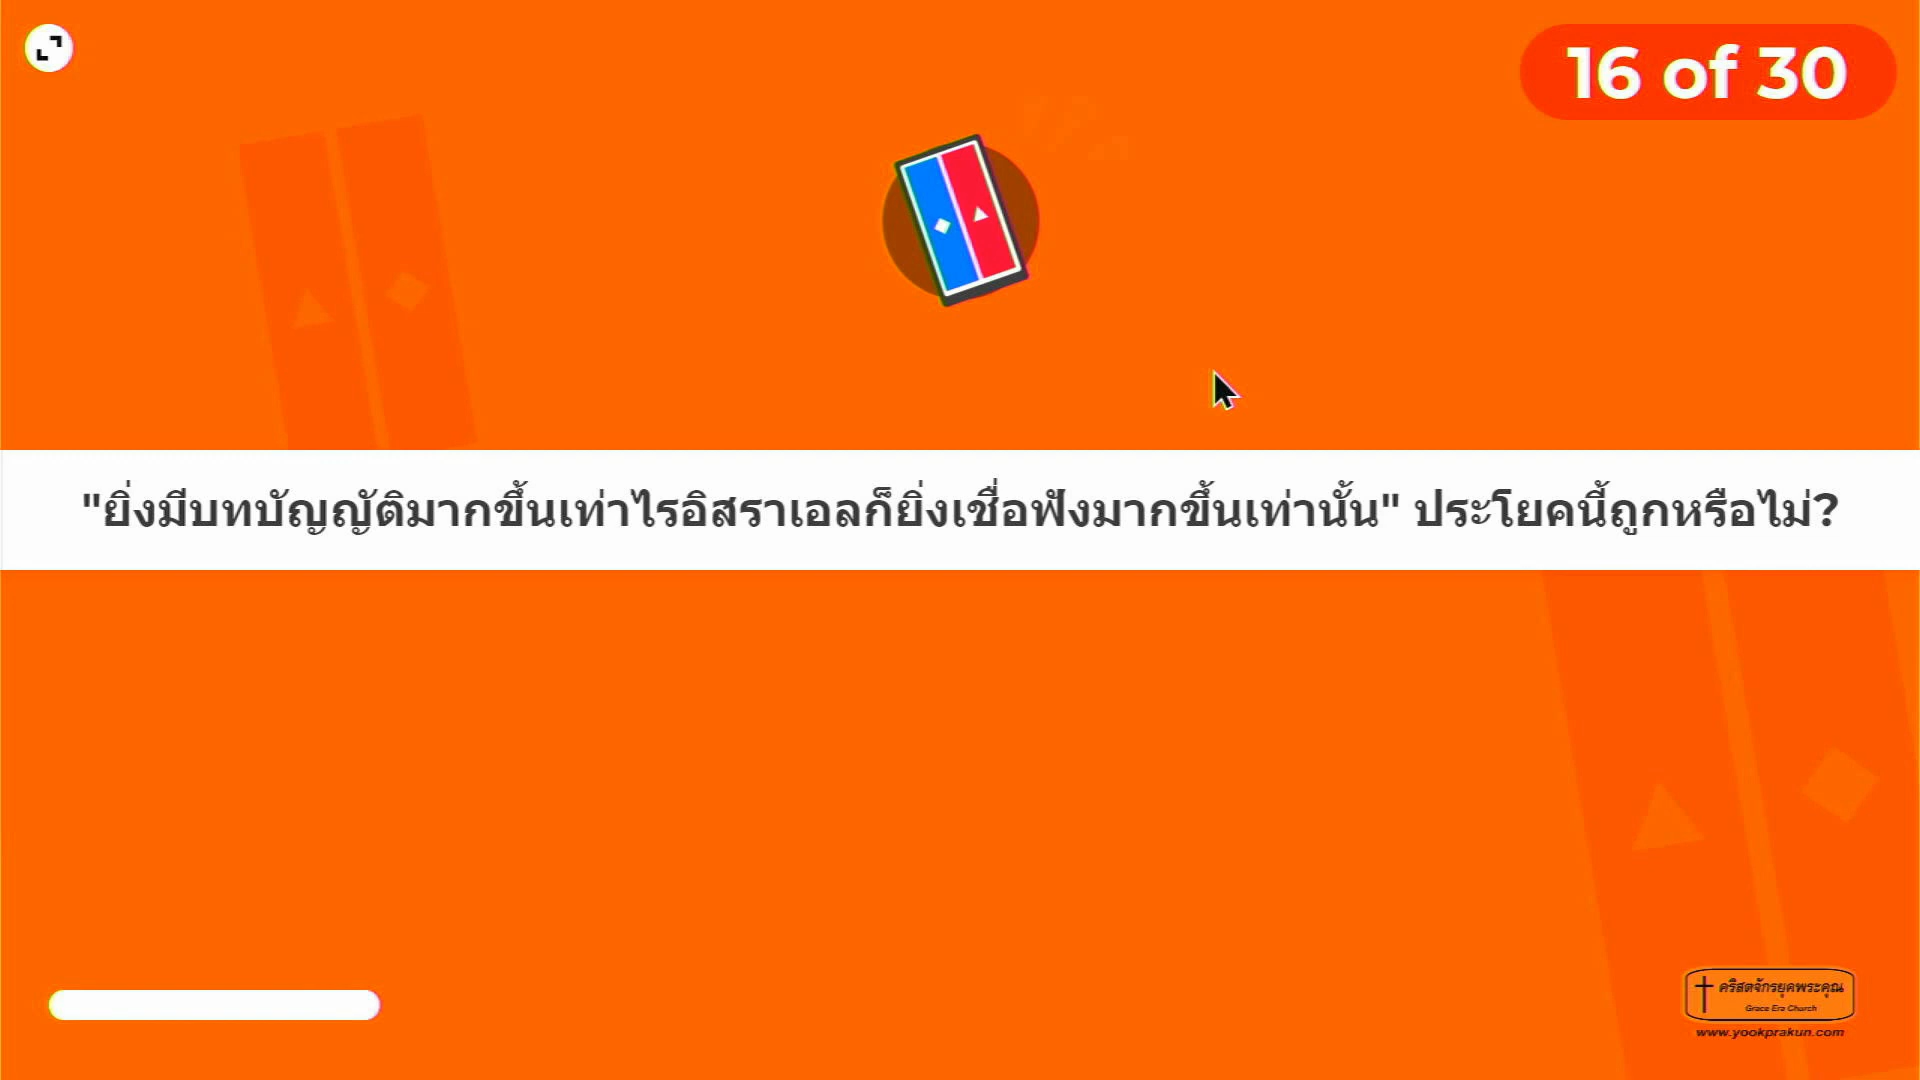 16 of 30
"ยิ่งมีบทบัญญัติมากขึ้นเท่าไรอิสราเอลก็ยิ่งเชื่อฟังมากขึ้นเท่านั้น" ประโยคนี้ถูกหรือไม่?
คริสตจักรยุคพระคุณ
Grace Era Church
www.yookprakun.com